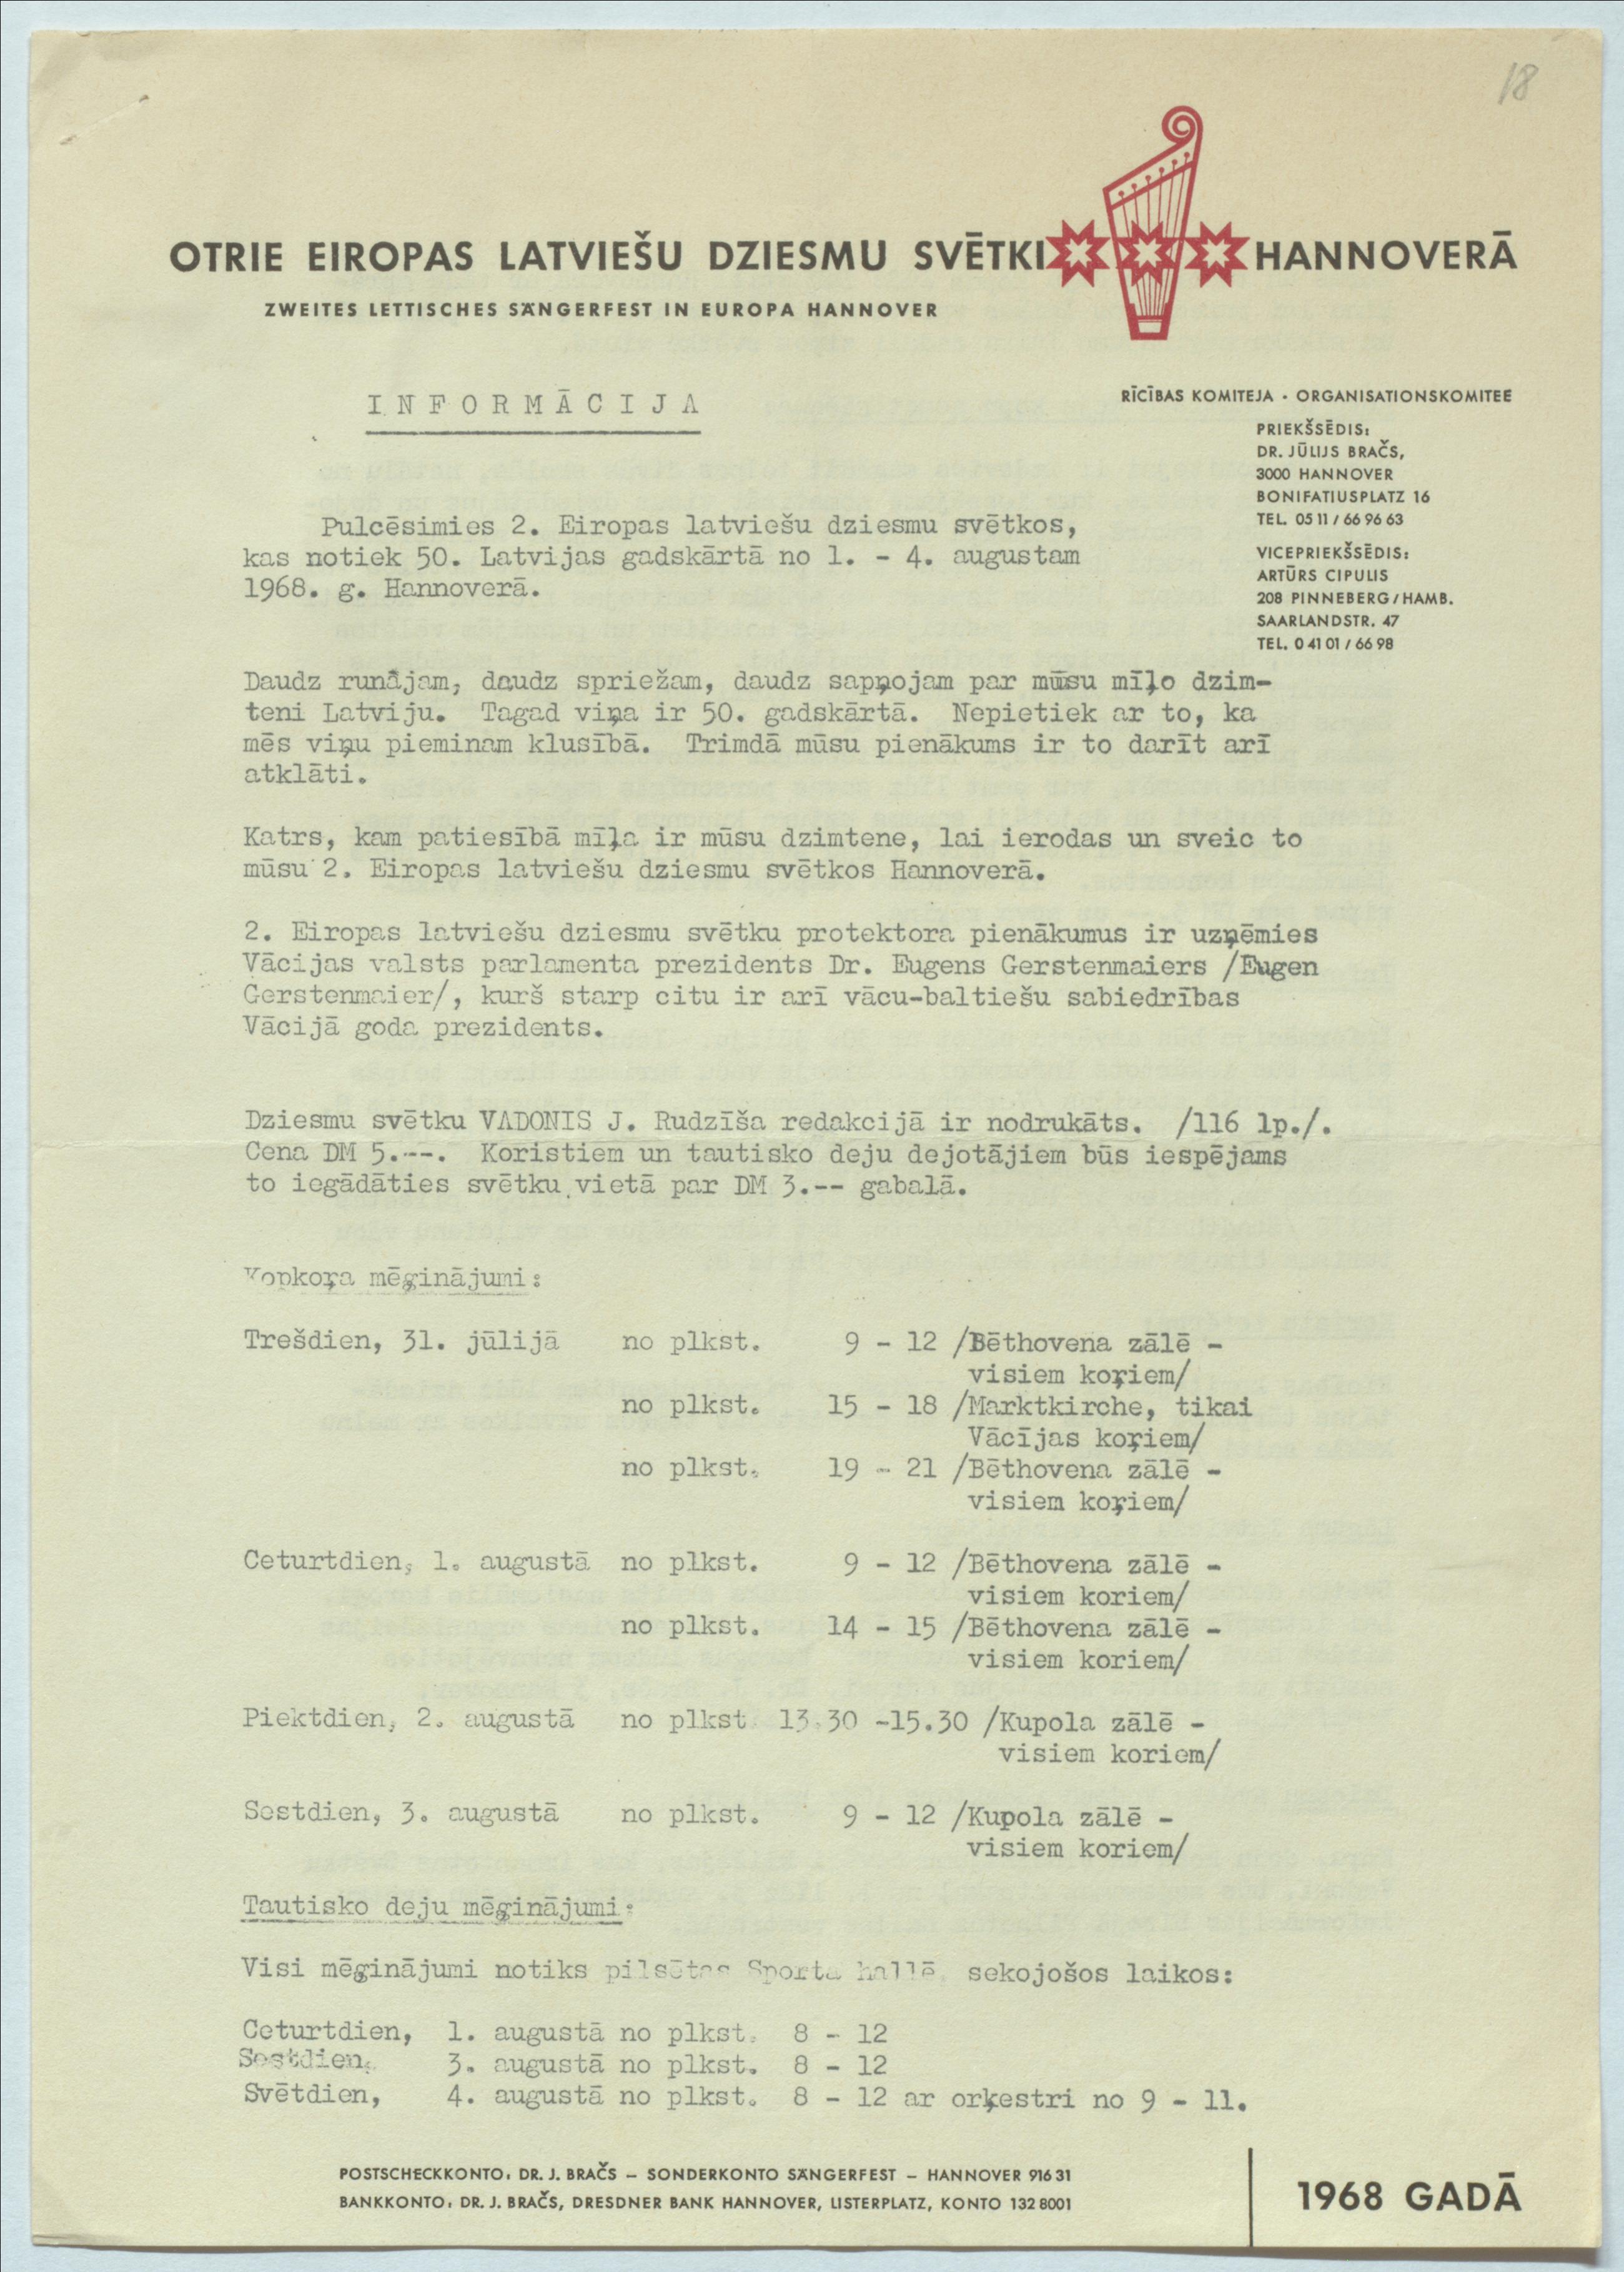 18
OTRIE EIROPAS LATVIEŠU DZIESMU SVĒTKI HANNOVERĀ
ZWEITES LETTISCHES SÄNGERFEST IN EUROPA HANNOVER
INFORMĀCIJA
RĪCĪBAS KOMITEJA · ORGANISATIONSKOMITEE
PRIEKŠSĒDIS:
DR. JŪLIJS BRAČS,
3000 HANNOVER
BONIFATIUSPLATZ 16
TEL. 05 11 / 66 96 63
VICEPRIEKŠSĒDIS:
ARTŪRS CIPULIS
208 PINNEBERG/HAMB.
SAARLANDSTR. 47
TEL. 0 41 01 / 66 98
Pulcēsimies 2. Eiropas latviešu dziesmu svētkos,
kas notiek 50. Latvijas gadskārtā no 1. - 4. augustam
1968. g. Hannoverā.
Daudz runājam, daudz spriežam, daudz sapņojam par mūsu mīļo dzim-
teni Latviju. Tagad viņa ir 50. gadskārtā. Nepietiek ar to, ka
mēs viņu pieminam klusībā. Trimdā mūsu pienākums ir to darīt arī
atklāti.
Katrs, kam patiesībā mīļa ir mūsu dzimtene, lai ierodas un sveic to
mūsu 2. Eiropas latviešu dziesmu svētkos Hannoverā.
2. Eiropas latviešu dziesmu svētku protektora pienākumus ir uzņēmies
Vācijas valsts parlamenta prezidents Dr. Eugens Gerstenmaiers /Eugen
Gerstenmaier/, kurš starp citu ir arī vācu-baltiešu sabiedrības
Vācijā goda prezidents.
Dziesmu svētku VADONIS J. Rudzīša redakcijā ir nodrukāts. /116 lp./.
Cena DM 5.--. Koristiem un tautisko deju dejotājiem būs iespējams
to iegādāties svētku vietā par DM 3.-- gabalā.
Kopkoŗa mēģinājumi:
Trešdien, 31. jūlijā no plkst. 9 - 12 /Bēthovena zālē -
visiem koŗiem/
no plkst. 15 - 18 /Marktkirche, tikai
Vācījas koŗiem/
no plkst. 19 - 21 /Bēthovena zālē -
visiem koŗiem/
Ceturtdien, 1. augustā no plkst. 9 - 12 /Bēthovena zālē -
visiem koriem/
no plkst. 14 - 15 /Bēthovena zālē -
visiem koriem/
Piektdien, 2. augustā no plkst 13.30 -15.30 /Kupola zālē -
visiem koriem/
Sestdien, 3. augustā no plkst. 9 - 12 /Kupola zālē -
visiem koriem/
Tautisko deju mēģinājumi:
Visi mēģinājumi notiks pilsētas Sporta hallē, sekojošos laikos:
Ceturtdien, 1. augustā no plkst. 8 - 12
Sestdien, 3. augustā no plkst. 8 - 12
Svētdien, 4. augustā no plkst. 8 - 12 ar orķestri no 9 - 11.
POSTSCHECKKONTO: DR. J. BRAČS – SONDERKONTO SÄNGERFEST – HANNOVER 916 31
BANKKONTO: DR. J. BRAČS, DRESDNER BANK HANNOVER, LISTERPLATZ, KONTO 132 8001
1968 GADĀ